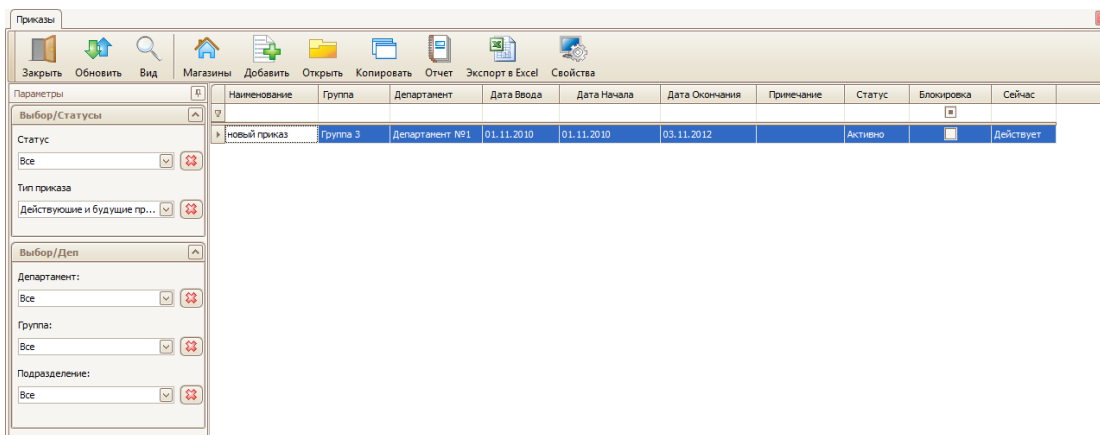 Приказы
Закрыть Обновить Вид Магазины Добавить Открыть Копировать Отчет Экспорт в Excel Свойства
Параметры
Выбор/Статусы
Статус
Все
Тип приказа
Действуюшие и будущие пр...
Выбор/Деп
Департамент:
Все
Группа:
Все
Подразделение:
Все
Наименование Группа Департамент Дата Ввода Дата Начала Дата Окончания Примечание Статус Блокировка Сейчас
новый приказ Группа 3 Департамент №1 01.11.2010 01.11.2010 03.11.2012 Активно Действует